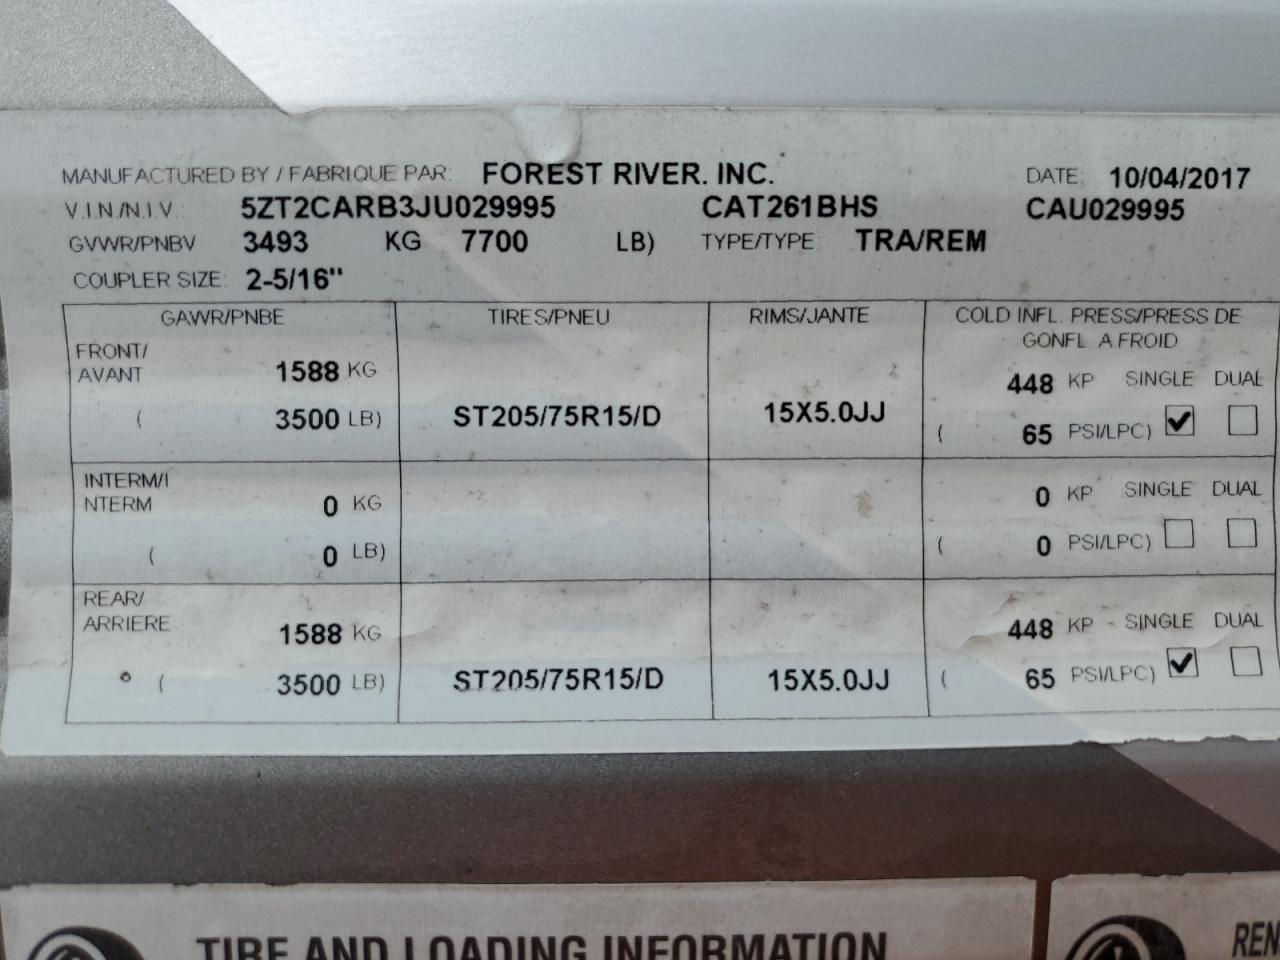 MANUFACTURED BY / FABRIQUE PAR: FOREST RIVER. INC. DATE: 10/04/2017
V.I.N./N.I.V.: 5ZT2CARB3JU029995 CAT261BHS CAU029995
GVWR/PNBV 3493 KG 7700 LB) TYPE/TYPE: TRA/REM
COUPLER SIZE: 2-5/16"
GAWR/PNBE TIRES/PNEU RIMS/JANTE COLD INFL. PRESS/PRESS DE
GONFL. A FROID
FRONT/
AVANT 1588 KG 448 KP SINGLE DUAL
( 3500 LB) ST205/75R15/D 15X5.0JJ ( 65 PSI/LPC)
INTERM/I
NTERM 0 KG 0 KP SINGLE DUAL
( 0 LB) ( 0 PSI/LPC)
REAR/
ARRIERE 1588 KG 448 KP - SINGLE DUAL
( 3500 LB) ST205/75R15/D 15X5.0JJ ( 65 PSI/LPC)
TIRE AND LOADING INFORMATION
REN